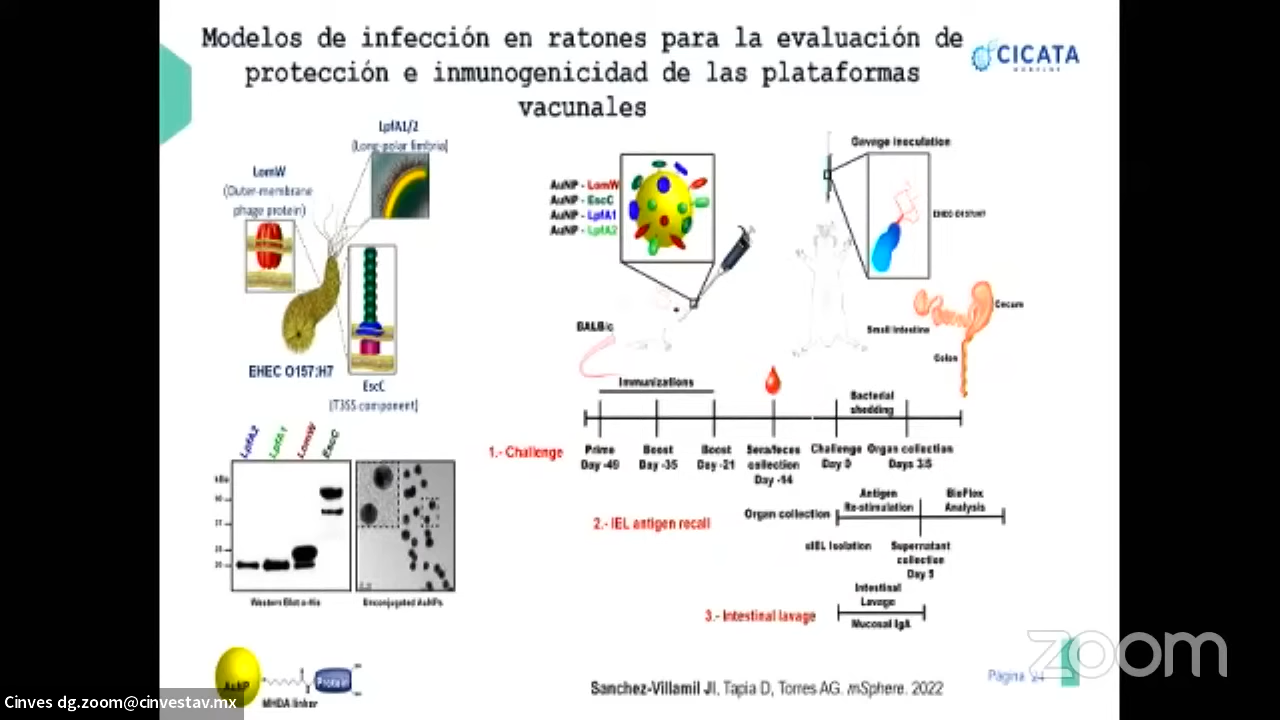 Modelos de infección en ratones para la evaluación de
protección e inmunogenicidad de las plataformas
vacunales
CICATA
MORELOS
LpfA1/2
(Long-polar fimbria)
LomW
(Outer-membrane
phage protein)
EHEC O157:H7
EscC
(T3SS component)
AuNP - LomW
AuNP - EscC
AuNP - LpfA1
AuNP - LpfA2
BALB/c
Gavage inoculation
EHEC O157:H7
Cecum
Small Intestine
Colon
Immunizations
Bacterial
shedding
1.- Challenge
Prime
Day -49
Boost
Day -35
Boost
Day -21
Sera/feces
collection
Day -14
Challenge
Day 0
Organ collection
Days 3/5
2.- IEL antigen recall
Organ collection
Antigen
Re-stimulation
BioPlex
Analysis
sIEL Isolation
Supernatant
collection
Day 5
3.- Intestinal lavage
Intestinal
Lavage
Mucosal IgA
LpfA2
LpfA1
LomW
EscC
kDa
Western Blot α-His
Unconjugated AuNPs
AuNP
MHDA linker
Protein
Sanchez-Villamil JI, Tapia D, Torres AG. mSphere. 2022
Página
zoom
Cinves dg.zoom@cinvestav.mx